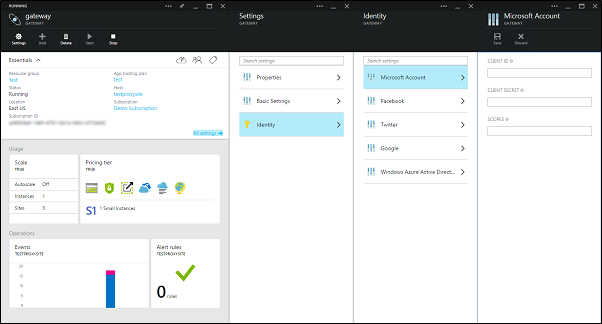 RUNNING
gateway
GATEWAY
Settings
Add
Delete
Start
Stop
Essentials
Resource group
test
Status
Running
Location
East US
Subscription ID
App hosting plan
test
Host
testproxysite
Subscription
Demo Subscription
All settings →
Usage
Scale
TRUE
Autoscale Off
Instances 1
Sites 3
Pricing tier
TRUE
S1 1 Small Instances
Operations
Events
TESTPROXYSITE
20
15
10
5
0
Alert rules
TESTPROXYSITE
0 rules
Settings
GATEWAY
Search settings
Properties
Basic Settings
Identity
Identity
GATEWAY
Search settings
Microsoft Account
Facebook
Twitter
Google
Windows Azure Active Direct...
Microsoft Account
GATEWAY
Save
Discard
CLIENT ID
CLIENT SECRET
SCOPES